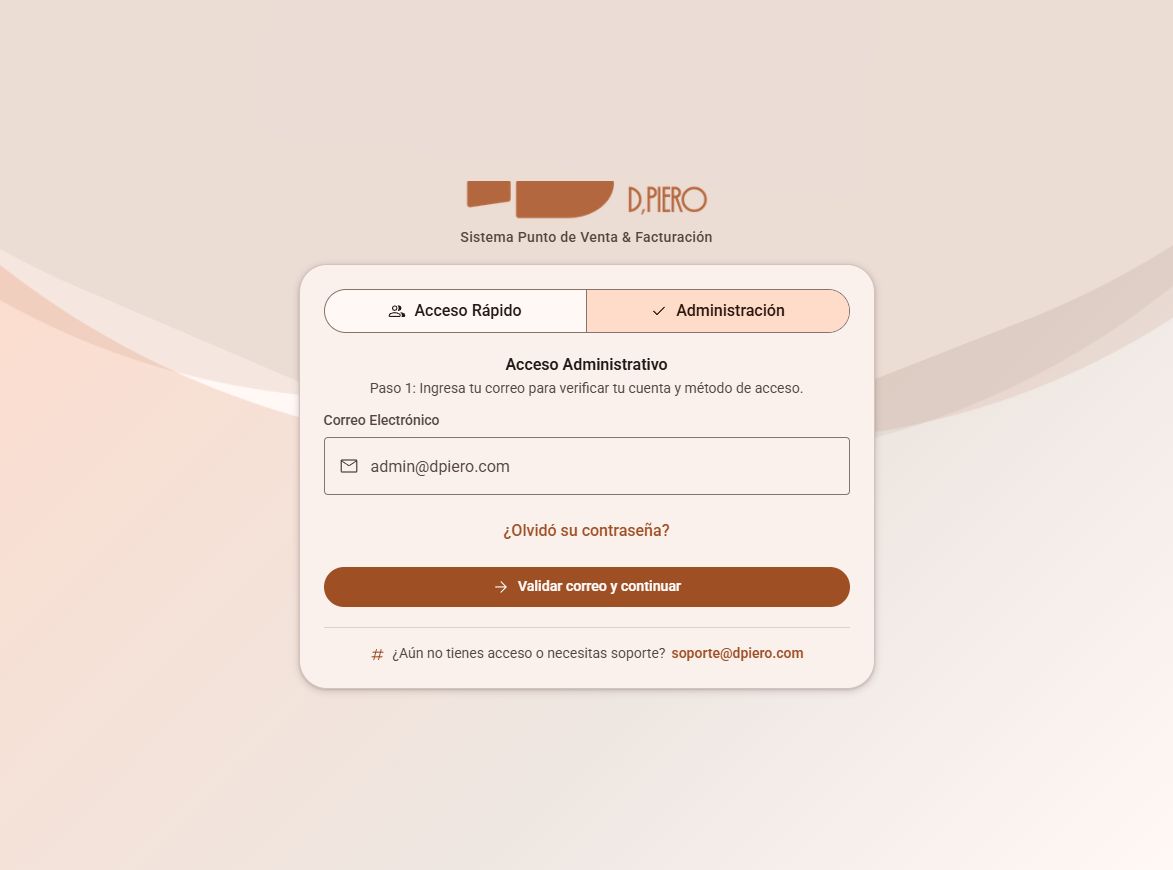 D,PIERO
Sistema Punto de Venta & Facturación
Acceso Rápido
Administración
Acceso Administrativo
Paso 1: Ingresa tu correo para verificar tu cuenta y método de acceso.
Correo Electrónico
admin@dpiero.com
¿Olvidó su contraseña?
Validar correo y continuar
¿Aún no tienes acceso o necesitas soporte? soporte@dpiero.com